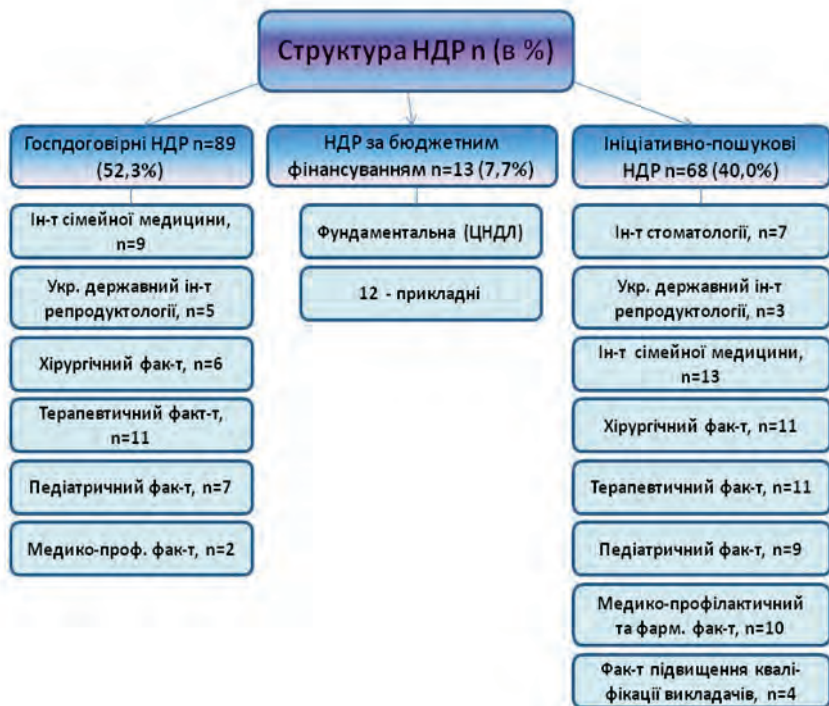 Структура НДР n (в %)
Госпдоговірні НДР n=89
(52,3%)
Ін-т сімейної медицини,
n=9
Укр. державний ін-т
репродуктології, n=5
Хірургічний фак-т, n=6
Терапевтичний факт-т,
n=11
Педіатричний фак-т, n=7
Медико-проф. фак-т, n=2
НДР за бюджетним
фінансуванням n=13 (7,7%)
Фундаментальна (ЦНДЛ)
12 - прикладні
Ініціативно-пошукові
НДР n=68 (40,0%)
Ін-т стоматології, n=7
Укр. державний ін-т
репродуктології, n=3
Ін-т сімейної медицини,
n=13
Хірургічний фак-т, n=11
Терапевтичний фак-т, n=11
Педіатричний фак-т, n=9
Медико-профілактичний
та фарм. фак-т, n=10
Фак-т підвищення квалі-
фікації викладачів, n=4